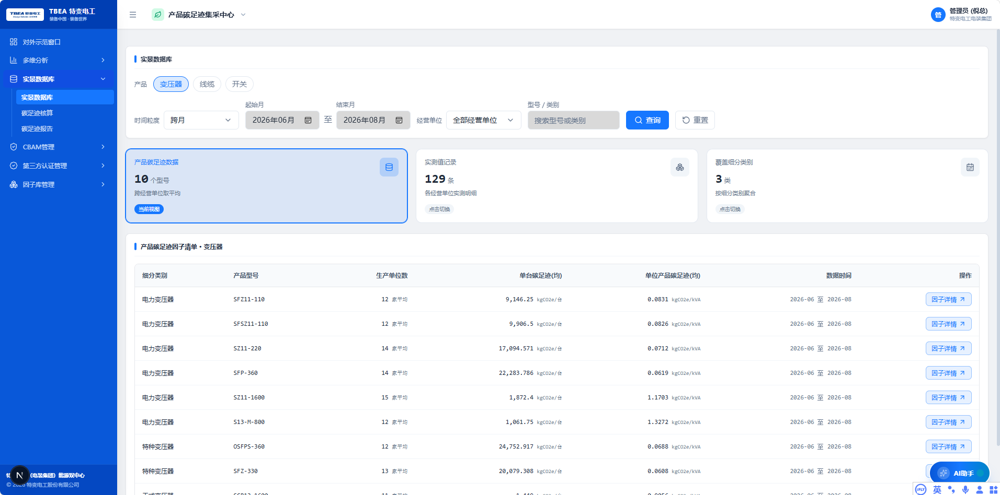 TBEA 特变电工
TBEA 特变电工
装备中国·装备世界
产品碳足迹集采中心
管
管理员 (倪总)
特变电工电装集团
对外示范窗口
多维分析
实景数据库
实景数据库
碳足迹核算
碳足迹报告
CBAM管理
第三方认证管理
因子库管理
N
(电装集团) 能源双中心
特变电工股份有限公司
实景数据库
产品 变压器 线缆 开关
起始月 结束月 型号 / 类别
时间粒度 跨月 2026年06月 至 2026年08月 经营单位 全部经营单位 搜索型号或类别 查询 重置
产品碳足迹数据
10 个型号
跨经营单位取平均
当前视图
实测值记录
129 条
各经营单位实测明细
点击切换
覆盖细分类别
3 类
按细分类别聚合
点击切换
产品碳足迹因子清单·变压器
细分类别 产品型号 生产单位数 单台碳足迹(均) 单位产品碳足迹(均) 数据时间 操作
电力变压器 SFZ11-110 12 家平均 9,146.25 kgCO2e/台 0.0831 kgCO2e/kVA 2026-06 至 2026-08 因子详情
电力变压器 SFSZ11-110 12 家平均 9,906.5 kgCO2e/台 0.0826 kgCO2e/kVA 2026-06 至 2026-08 因子详情
电力变压器 SZ11-220 14 家平均 17,094.571 kgCO2e/台 0.0712 kgCO2e/kVA 2026-06 至 2026-08 因子详情
电力变压器 SFP-360 14 家平均 22,283.786 kgCO2e/台 0.0619 kgCO2e/kVA 2026-06 至 2026-08 因子详情
电力变压器 SZ11-1600 15 家平均 1,872.4 kgCO2e/台 1.1703 kgCO2e/kVA 2026-06 至 2026-08 因子详情
电力变压器 S13-M-800 12 家平均 1,061.75 kgCO2e/台 1.3272 kgCO2e/kVA 2026-06 至 2026-08 因子详情
特种变压器 OSFPS-360 12 家平均 24,752.917 kgCO2e/台 0.0688 kgCO2e/kVA 2026-06 至 2026-08 因子详情
特种变压器 SFZ-330 13 家平均 20,079.308 kgCO2e/台 0.0608 kgCO2e/kVA 2026-06 至 2026-08
AI助手
iFLY 英